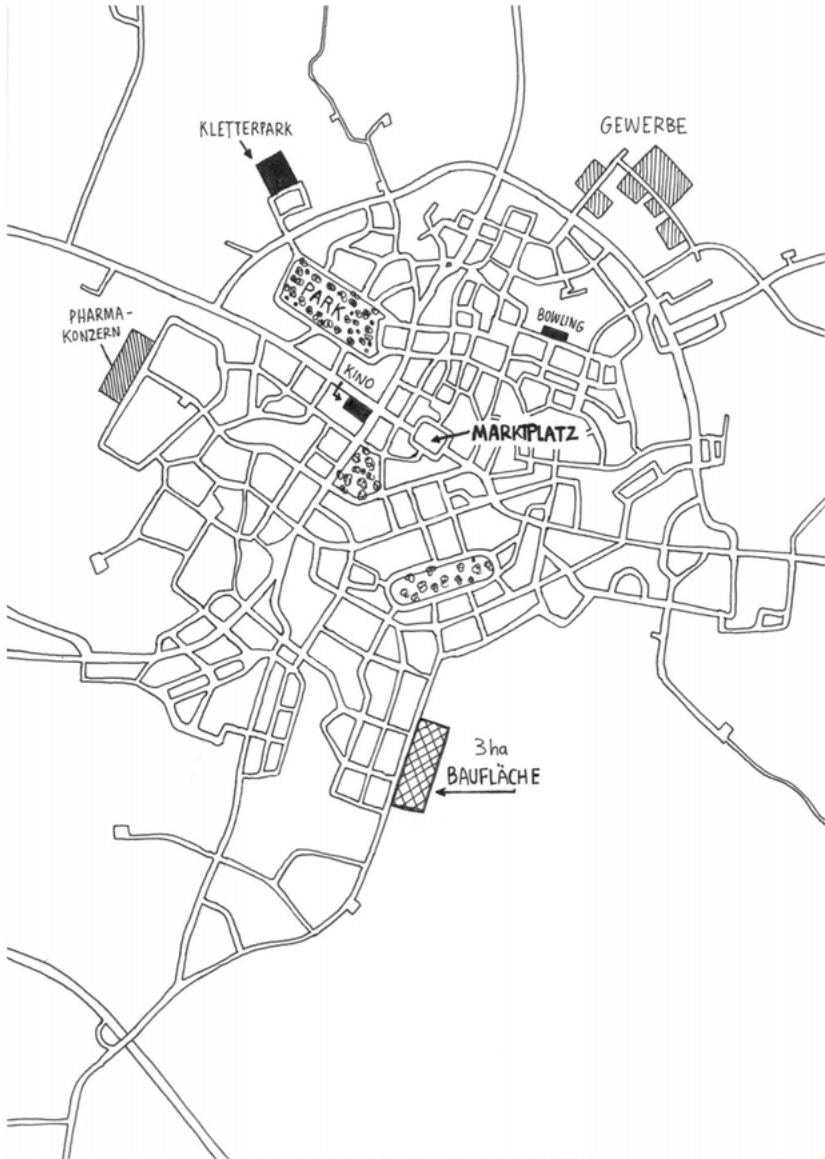 KLETTERPARK
GEWERBE
PARK
PHARMA-
KONZERN
BOWLING
KINO
MARKTPLATZ
3ha
BAUFLÄCHE